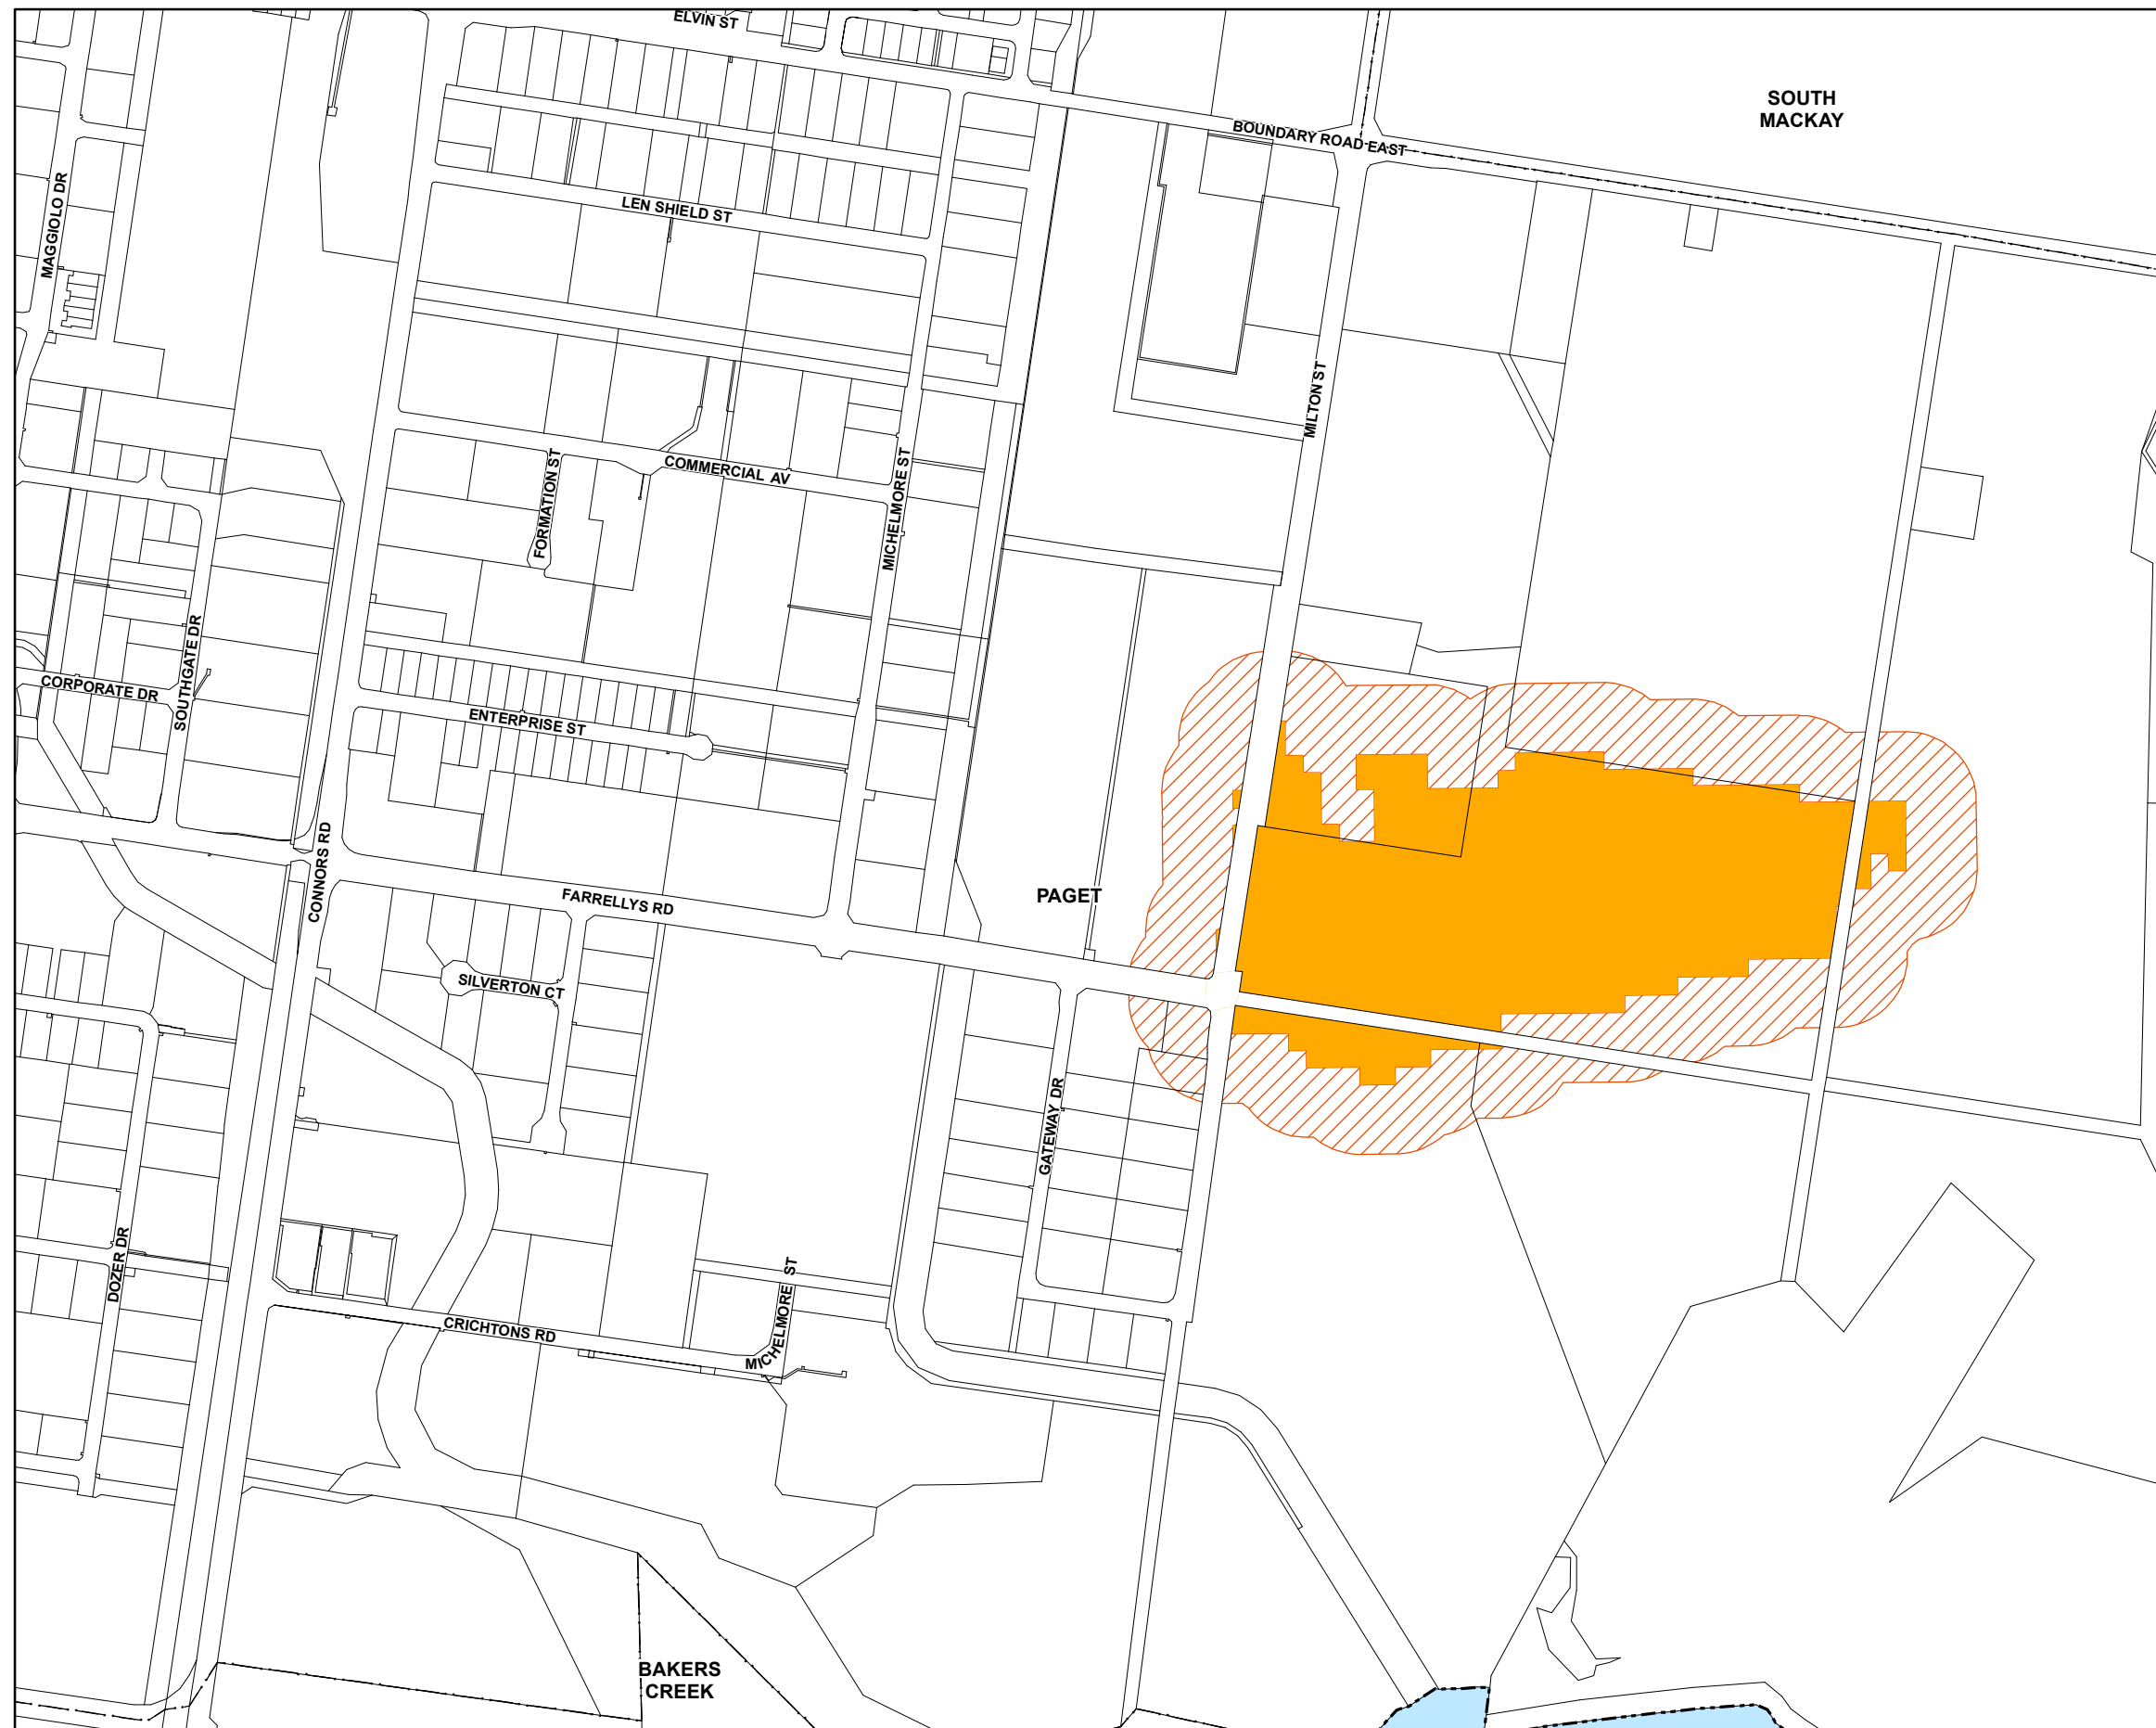 ELVIN ST
SOUTH
MACKAY
BOUNDARY ROAD EAST
MAGGIOLO DR
LEN SHIELD ST
MILTON ST
COMMERCIAL AV
FORMATION ST
MICHELMORE ST
SOUTHGATE DR
CORPORATE DR
ENTERPRISE ST
CONNORS RD
FARRELLYS RD
PAGET
SILVERTON CT
GATEWAY DR
DOZER DR
MICHELMORE ST
CRICHTONS RD
BAKERS
CREEK